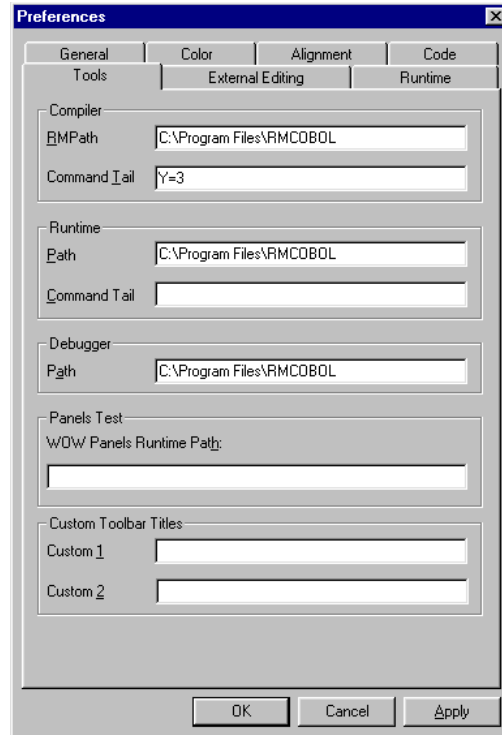 Preferences
General Color Alignment Code
Tools External Editing Runtime
Compiler
RMPath C:\Program Files\RMCOBOL
Command Tail Y=3
Runtime
Path C:\Program Files\RMCOBOL
Command Tail
Debugger
Path C:\Program Files\RMCOBOL
Panels Test
WOW Panels Runtime Path:
Custom Toolbar Titles
Custom 1
Custom 2
OK Cancel Apply